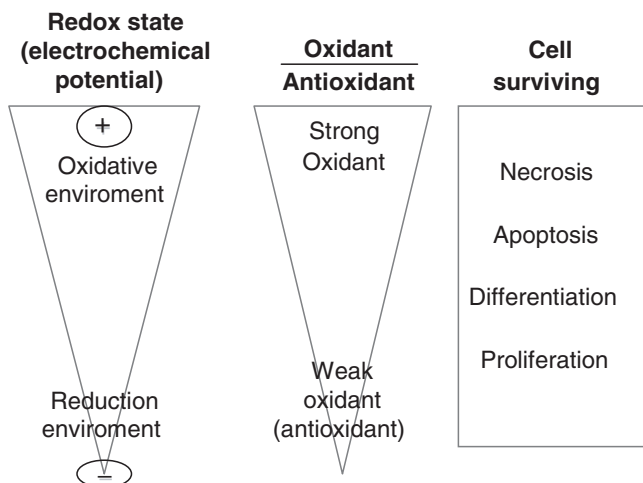 Redox state
(electrochemical
potential)
+
Oxidative
enviroment
Reduction
enviroment
–
Oxidant
Antioxidant
Strong
Oxidant
Weak
oxidant
(antioxidant)
Cell
surviving
Necrosis
Apoptosis
Differentiation
Proliferation